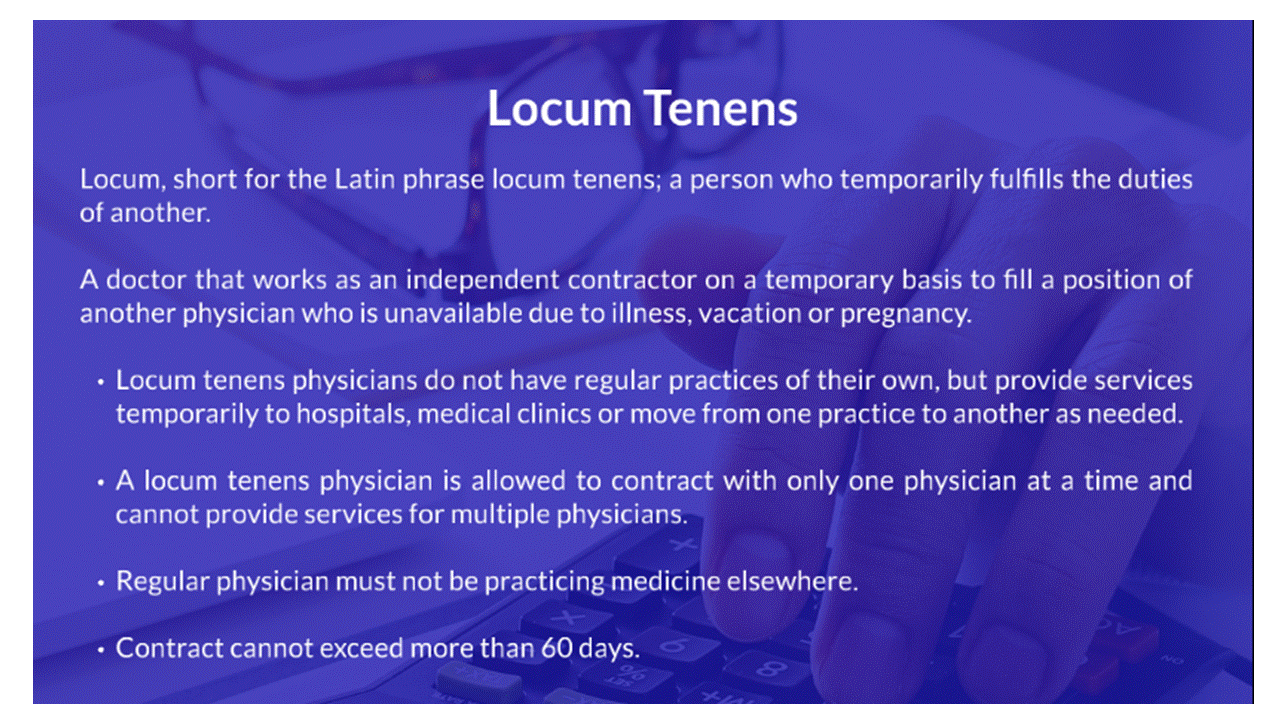 Locum Tenens
Locum, short for the Latin phrase locum tenens; a person who temporarily fulfills the duties
of another.
A doctor that works as an independent contractor on a temporary basis to fill a position of
another physician who is unavailable due to illness, vacation or pregnancy.
• Locum tenens physicians do not have regular practices of their own, but provide services
temporarily to hospitals, medical clinics or move from one practice to another as needed.
• A locum tenens physician is allowed to contract with only one physician at a time and
cannot provide services for multiple physicians.
• Regular physician must not be practicing medicine elsewhere.
• Contract cannot exceed more than 60 days.